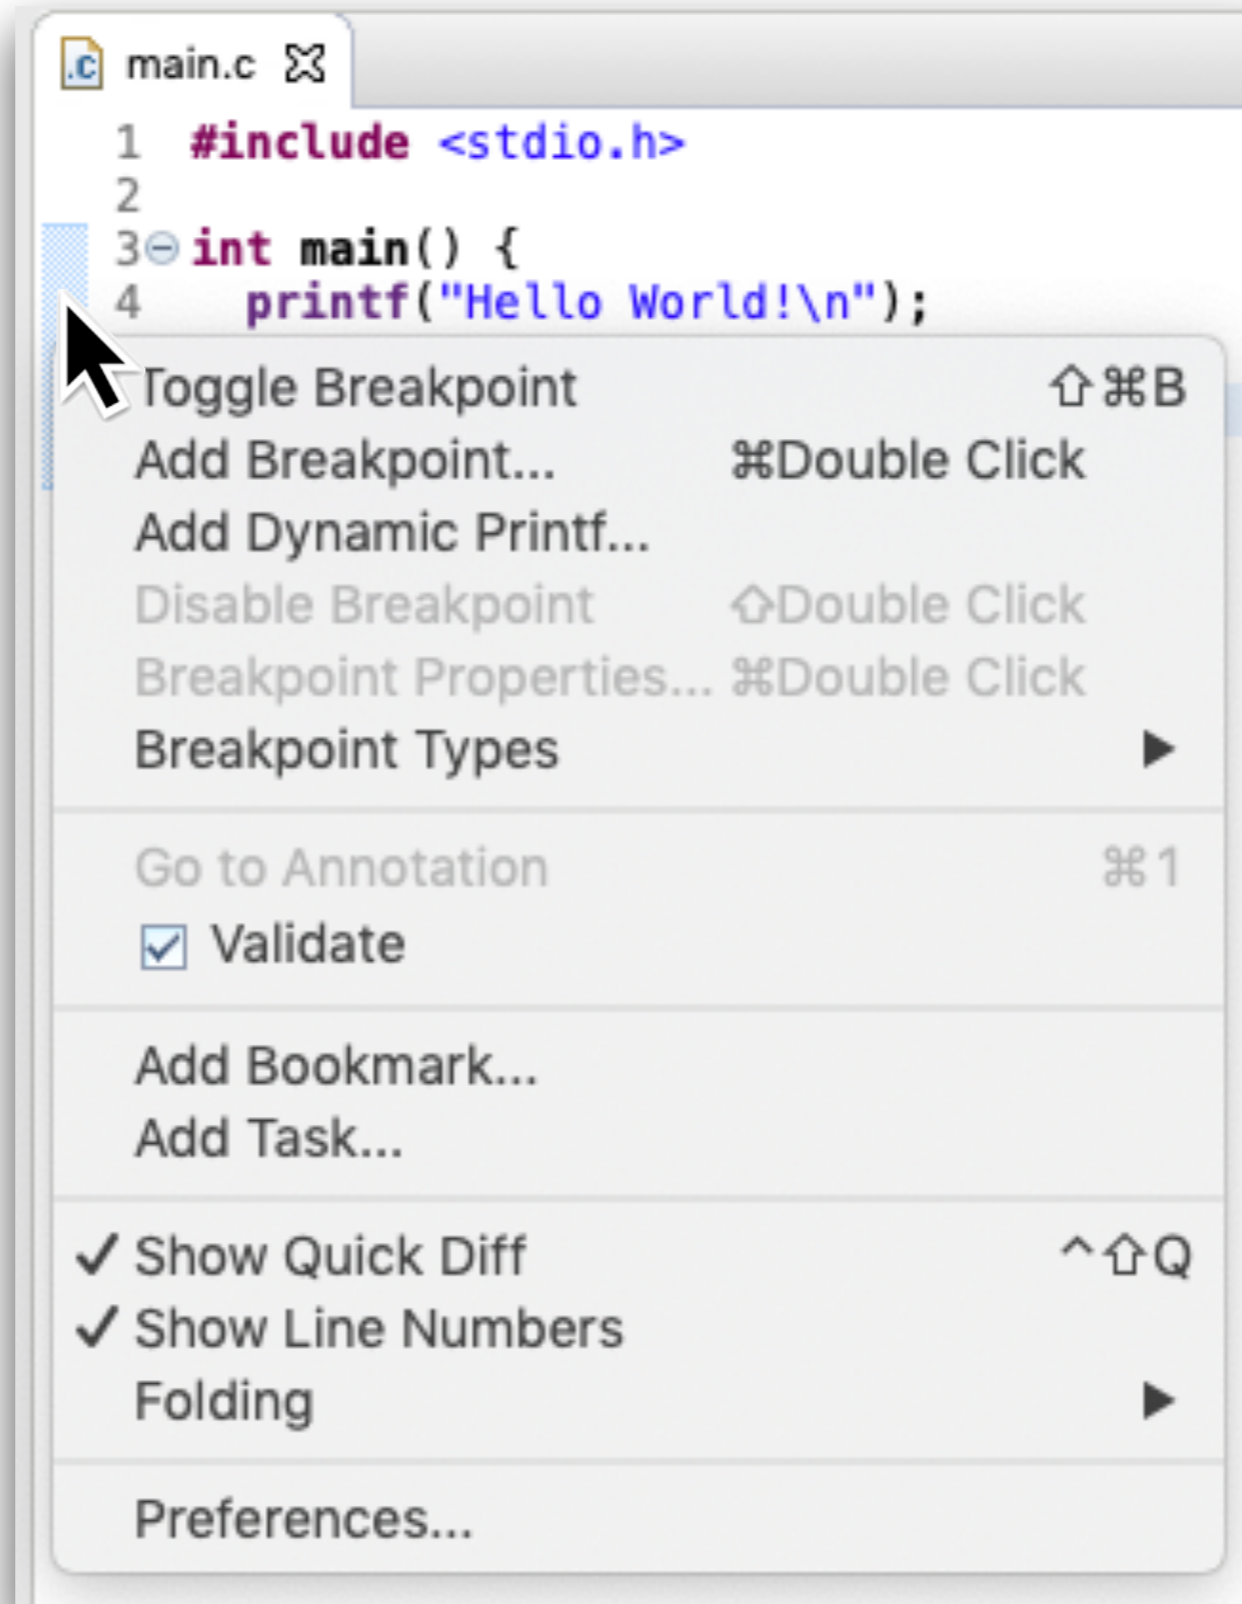 .c main.c
1 #include <stdio.h>
2
3 int main() {
4 printf("Hello World!\n");
Toggle Breakpoint ⇧⌘B
Add Breakpoint... ⌘Double Click
Add Dynamic Printf...
Disable Breakpoint ⇧Double Click
Breakpoint Properties... ⌘Double Click
Breakpoint Types ▶
Go to Annotation ⌘1
Validate
Add Bookmark...
Add Task...
✓ Show Quick Diff ^⇧Q
✓ Show Line Numbers
Folding ▶
Preferences...